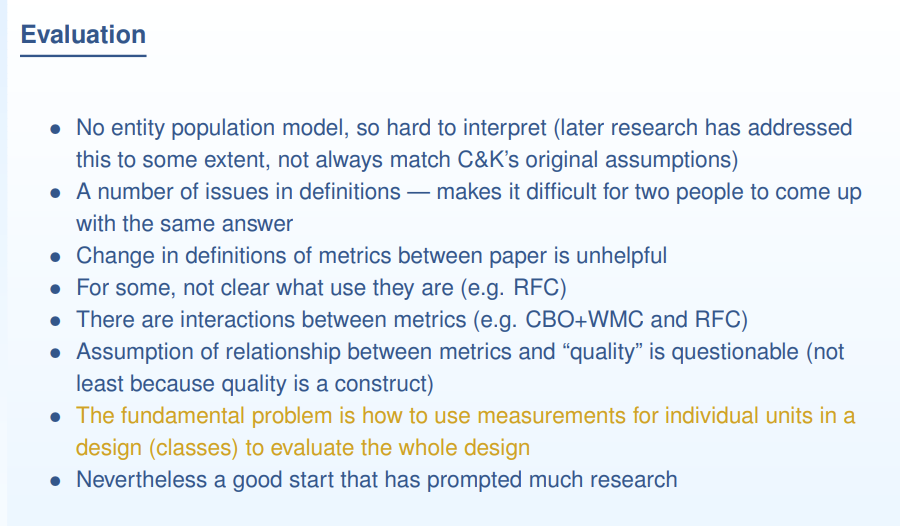 Evaluation
● No entity population model, so hard to interpret (later research has addressed
this to some extent, not always match C&K’s original assumptions)
● A number of issues in definitions — makes it difficult for two people to come up
with the same answer
● Change in definitions of metrics between paper is unhelpful
● For some, not clear what use they are (e.g. RFC)
● There are interactions between metrics (e.g. CBO+WMC and RFC)
● Assumption of relationship between metrics and “quality” is questionable (not
least because quality is a construct)
● The fundamental problem is how to use measurements for individual units in a
design (classes) to evaluate the whole design
● Nevertheless a good start that has prompted much research